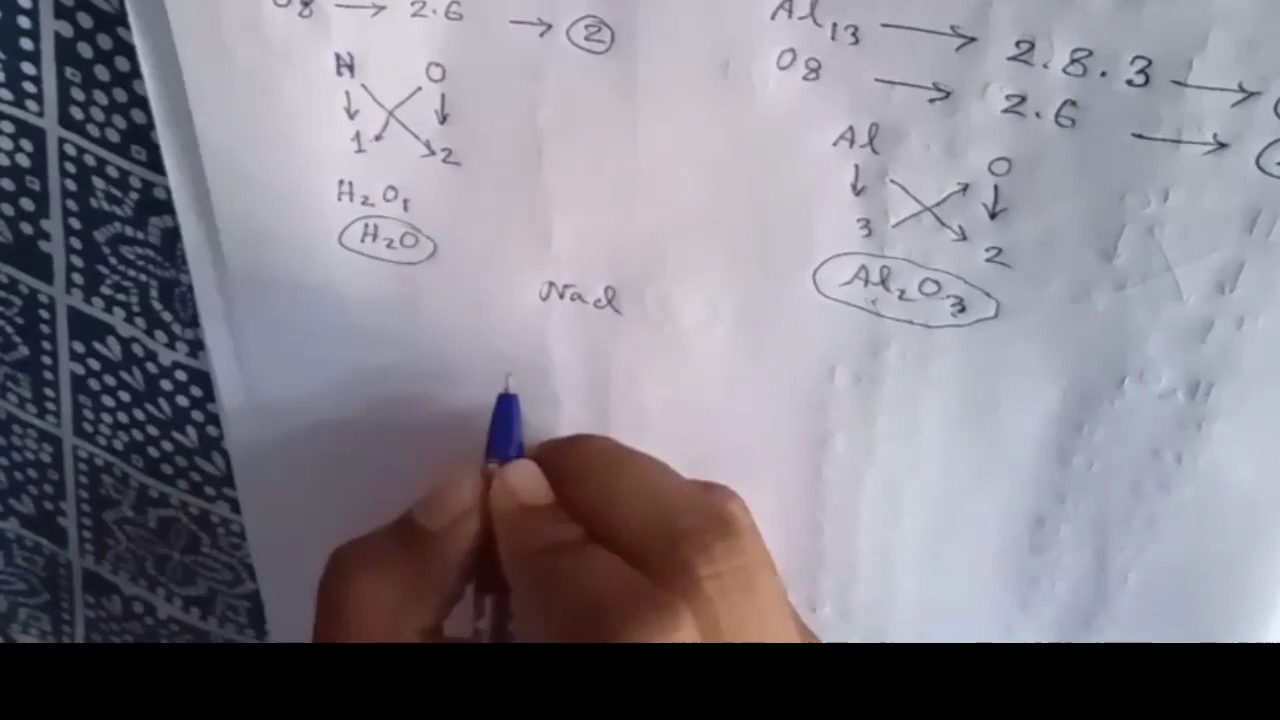 O8 → 2.6 → 2
H O
↓ ↓
1 2
H₂O₁
H₂O
Al₁₃ → 2.8.3 →
O8 → 2.6 →
Al O
↓ ↓
3 2
Al₂O₃
NaCl